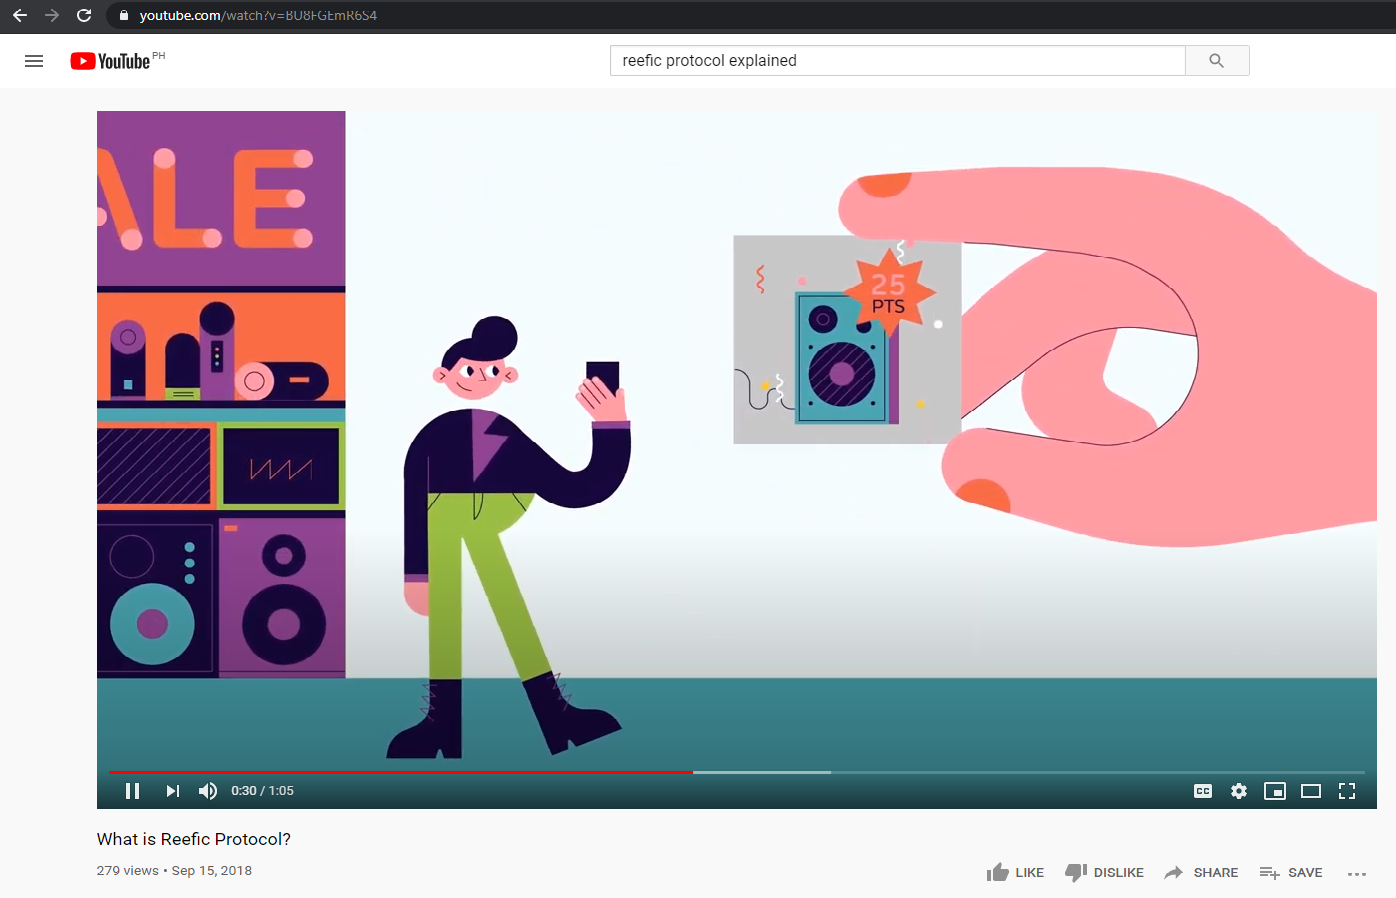 youtube.com/watch?v=BU8FGEmR6S4
YouTube PH
reefic protocol explained
ALE
25
PTS
0:30 / 1:05
CC
What is Reefic Protocol?
279 views • Sep 15, 2018
LIKE
DISLIKE
SHARE
SAVE